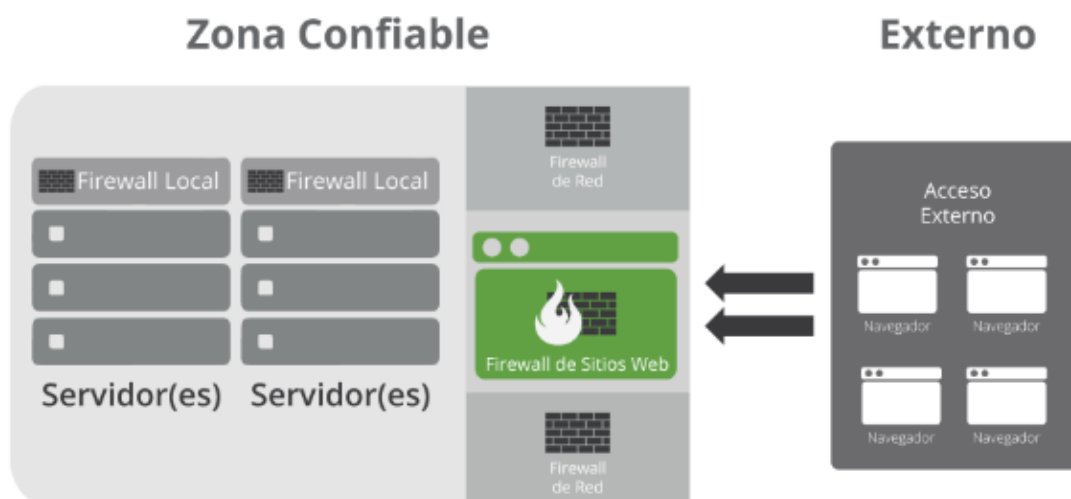 Zona Confiable
Externo
Firewall
de Red
Firewall Local
Firewall Local
Servidor(es)
Servidor(es)
Firewall de Sitios Web
Firewall
de Red
Acceso
Externo
Navegador
Navegador
Navegador
Navegador